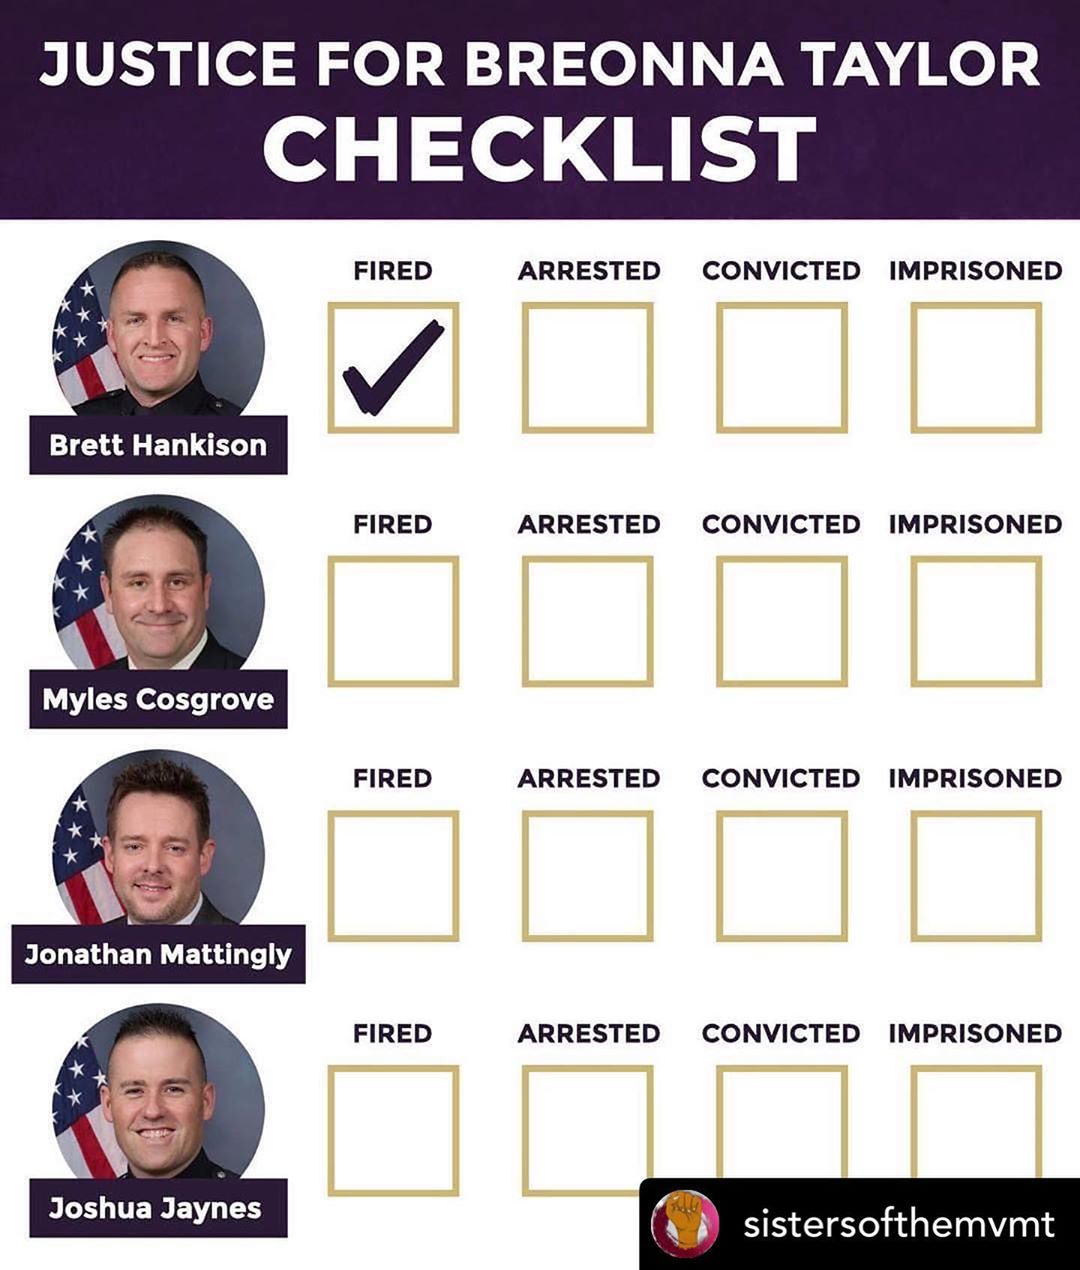 JUSTICE FOR BREONNA TAYLOR
CHECKLIST
FIRED ARRESTED CONVICTED IMPRISONED
Brett Hankison
FIRED ARRESTED CONVICTED IMPRISONED
Myles Cosgrove
FIRED ARRESTED CONVICTED IMPRISONED
Jonathan Mattingly
FIRED ARRESTED CONVICTED IMPRISONED
Joshua Jaynes
sistersofthemvmt